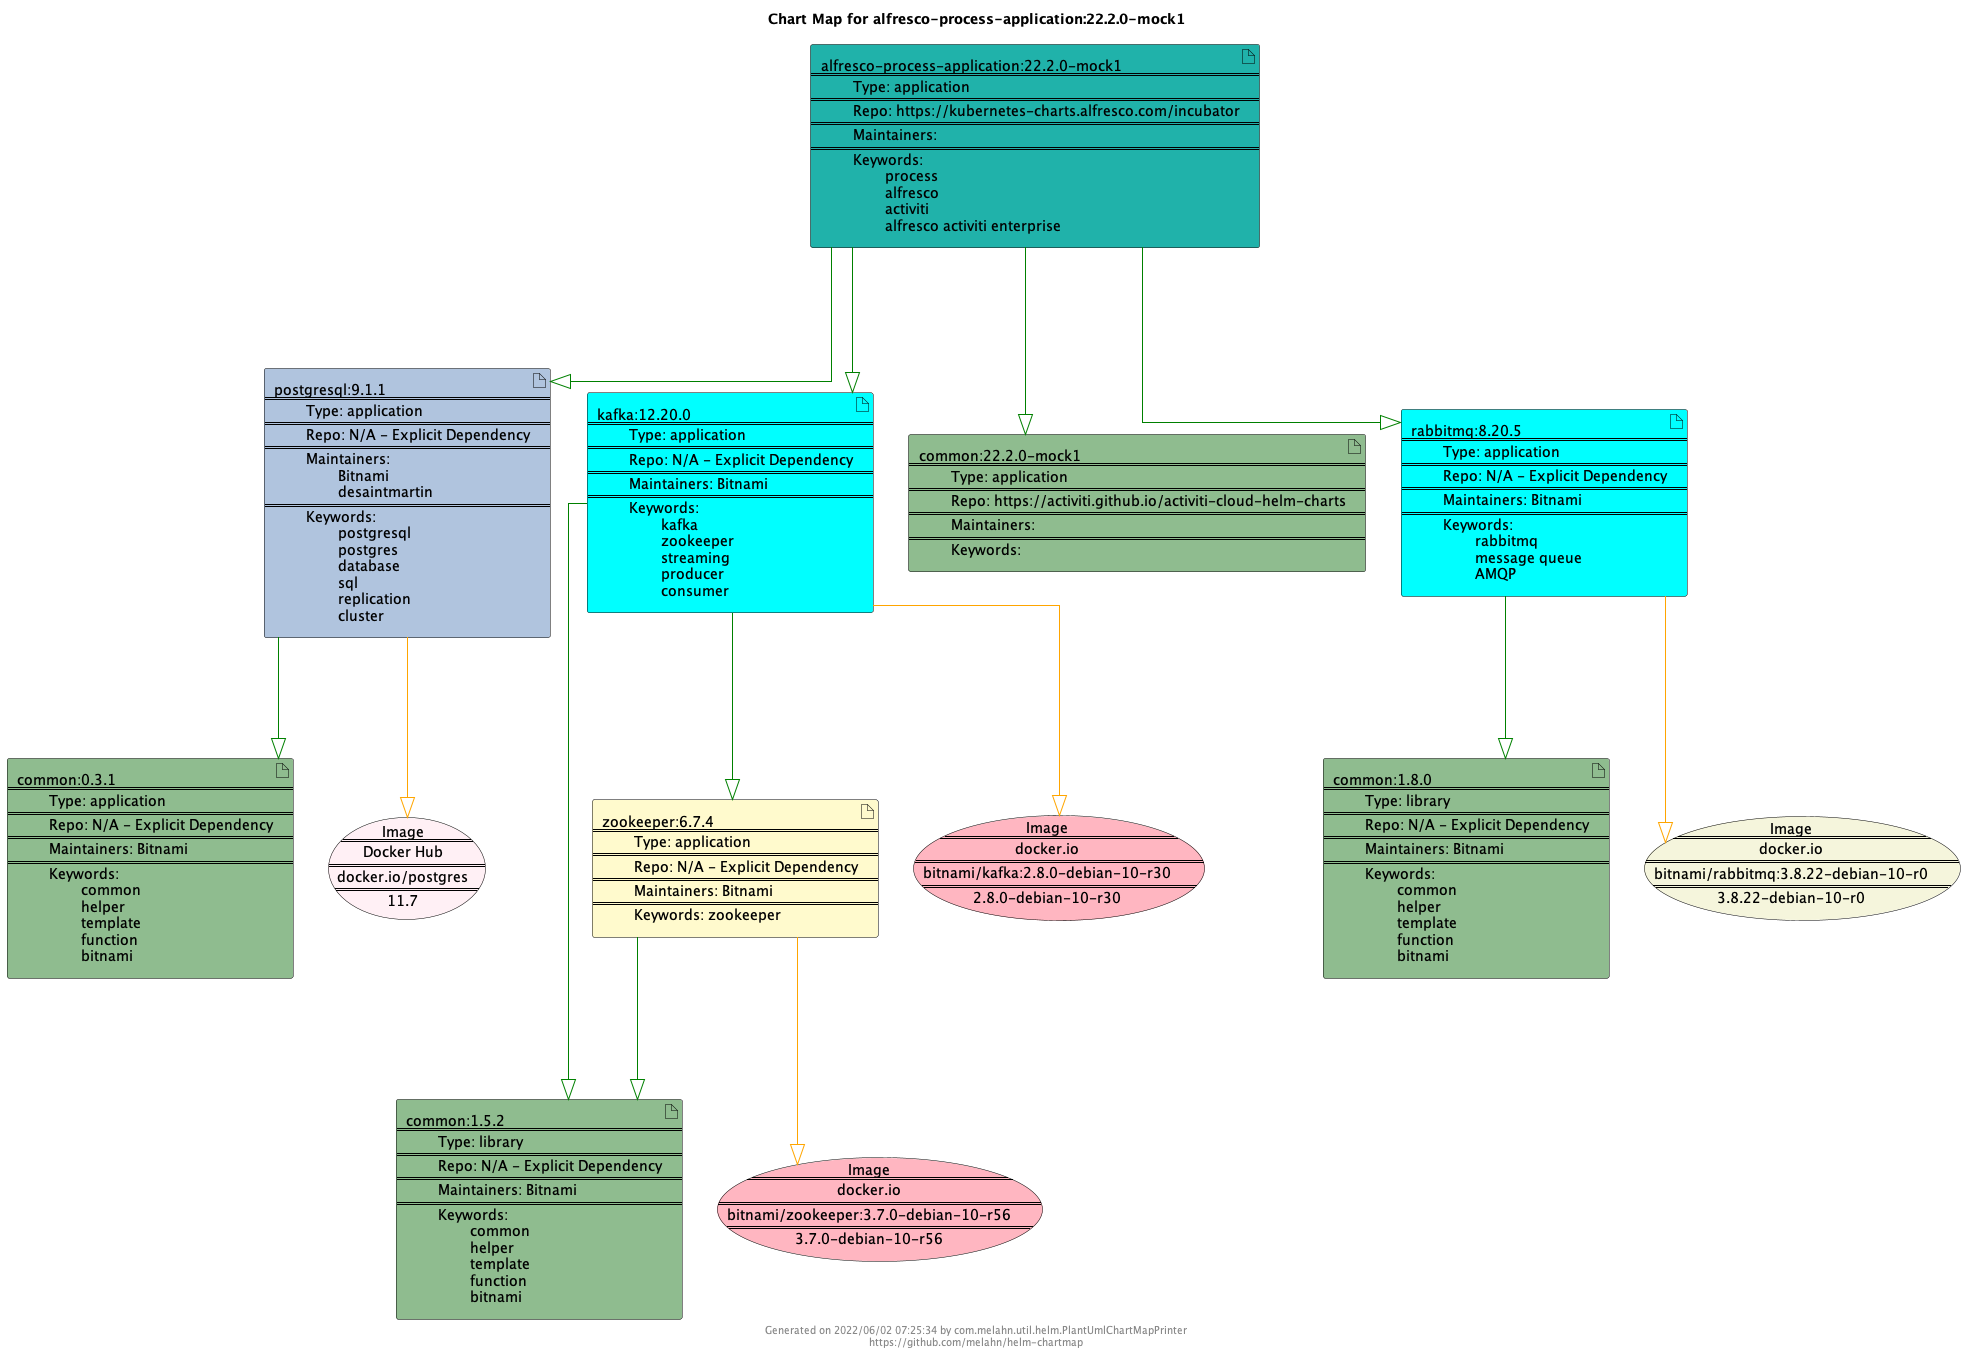 Chart Map for alfresco-process-application:22.2.0-mock1
alfresco-process-application:22.2.0-mock1
Type: application
Repo: https://kubernetes-charts.alfresco.com/incubator
Maintainers:
Keywords:
process
alfresco
activiti
alfresco activiti enterprise
postgresql:9.1.1
Type: application
Repo: N/A - Explicit Dependency
Maintainers:
Bitnami
desaintmartin
Keywords:
postgresql
postgres
database
sql
replication
cluster
kafka:12.20.0
Type: application
Repo: N/A - Explicit Dependency
Maintainers: Bitnami
Keywords:
kafka
zookeeper
streaming
producer
consumer
common:22.2.0-mock1
Type: application
Repo: https://activiti.github.io/activiti-cloud-helm-charts
Maintainers:
Keywords:
rabbitmq:8.20.5
Type: application
Repo: N/A - Explicit Dependency
Maintainers: Bitnami
Keywords:
rabbitmq
message queue
AMQP
common:0.3.1
Type: application
Repo: N/A - Explicit Dependency
Maintainers: Bitnami
Keywords:
common
helper
template
function
bitnami
Image
Docker Hub
docker.io/postgres
11.7
zookeeper:6.7.4
Type: application
Repo: N/A - Explicit Dependency
Maintainers: Bitnami
Keywords: zookeeper
Image
docker.io
bitnami/kafka:2.8.0-debian-10-r30
2.8.0-debian-10-r30
common:1.8.0
Type: library
Repo: N/A - Explicit Dependency
Maintainers: Bitnami
Keywords:
common
helper
template
function
bitnami
Image
docker.io
bitnami/rabbitmq:3.8.22-debian-10-r0
3.8.22-debian-10-r0
common:1.5.2
Type: library
Repo: N/A - Explicit Dependency
Maintainers: Bitnami
Keywords:
common
helper
template
function
bitnami
Image
docker.io
bitnami/zookeeper:3.7.0-debian-10-r56
3.7.0-debian-10-r56
Generated on 2022/06/02 07:25:34 by com.melahn.util.helm.PlantUmlChartMapPrinter
https://github.com/melahn/helm-chartmap